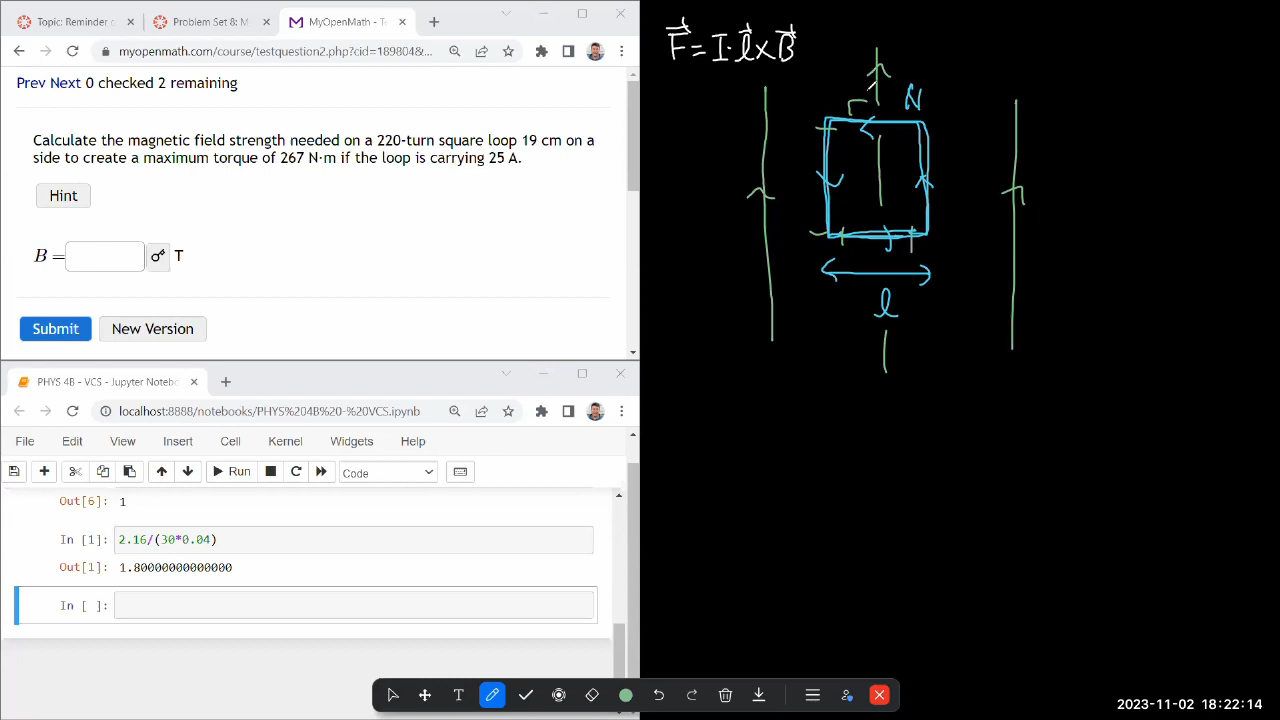 Topic: Reminder o
Problem Set & M
MyOpenMath - Te
myopenmath.com/course/testquestion2.php?cid=189804&...
Prev Next 0 checked 2 remaining
Calculate the magnetic field strength needed on a 220-turn square loop 19 cm on a
side to create a maximum torque of 267 N·m if the loop is carrying 25 A.
Hint
B = T
Submit New Version
PHYS 4B - VCS - Jupyter Noteb
localhost:8888/notebooks/PHYS%204B%20-%20VCS.ipynb
File Edit View Insert Cell Kernel Widgets Help
Run Code
Out[6]: 1
In [1]: 2.16/(30*0.04)
Out[1]: 1.80000000000000
In [ ]:
F⃗ = I·l⃗×B⃗
N
l
T
2023-11-02 18:22:14